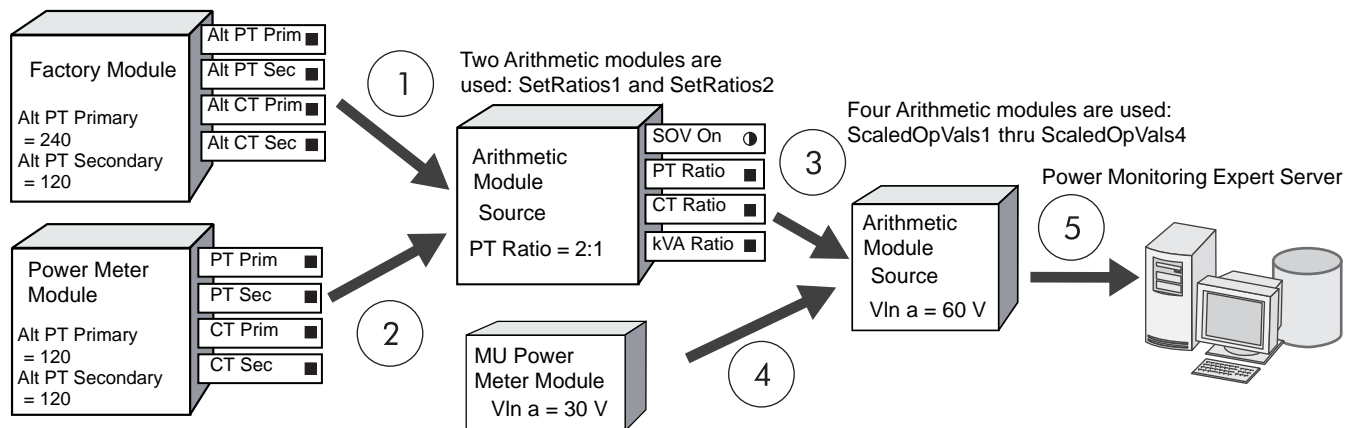 Factory Module
Alt PT Primary
= 240
Alt PT Secondary
= 120
Alt PT Prim
Alt PT Sec
Alt CT Prim
Alt CT Sec
1
Power Meter
Module
Alt PT Primary
= 120
Alt PT Secondary
= 120
PT Prim
PT Sec
CT Prim
CT Sec
2
Two Arithmetic modules are
used: SetRatios1 and SetRatios2
Arithmetic
Module
Source
PT Ratio = 2:1
SOV On
PT Ratio
CT Ratio
kVA Ratio
3
MU Power
Meter Module
Vln a = 30 V
4
Four Arithmetic modules are used:
ScaledOpVals1 thru ScaledOpVals4
Arithmetic
Module
Source
Vln a = 60 V
5
Power Monitoring Expert Server